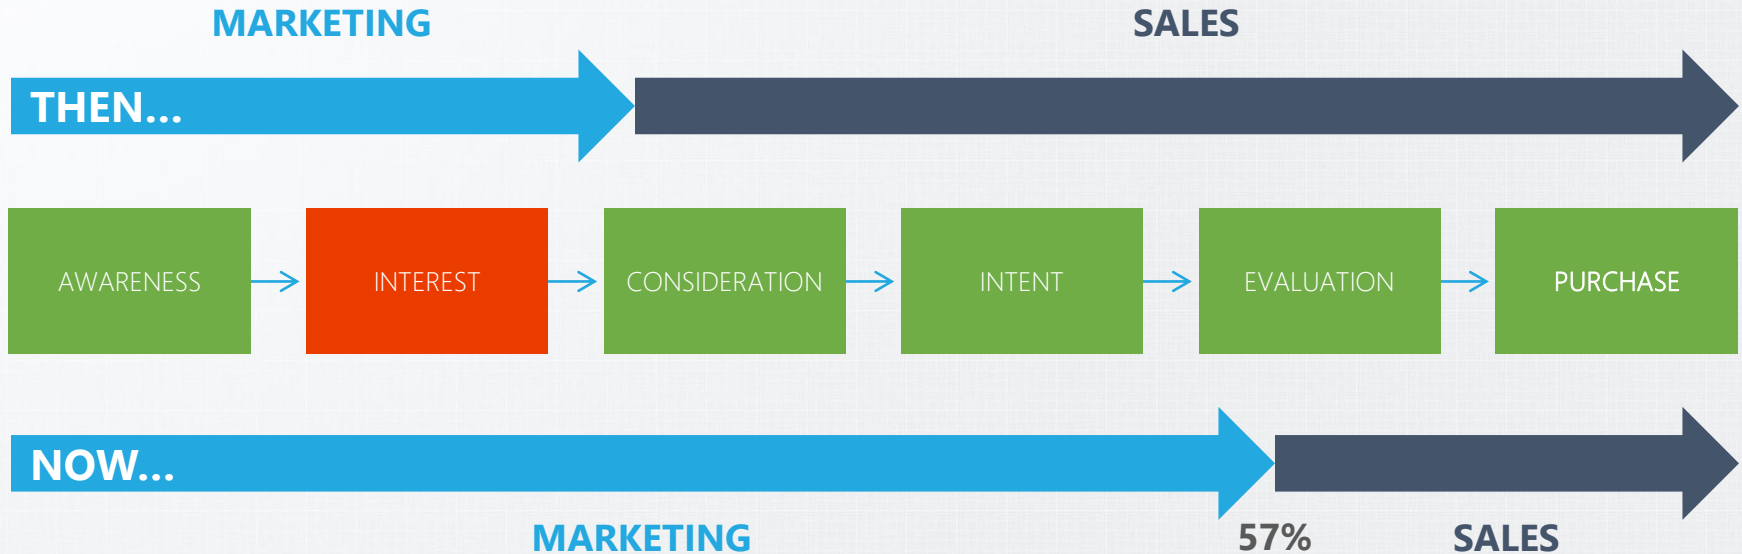 MARKETING
SALES
THEN...
AWARENESS
INTEREST
CONSIDERATION
INTENT
EVALUATION
PURCHASE
NOW...
MARKETING
57%
SALES